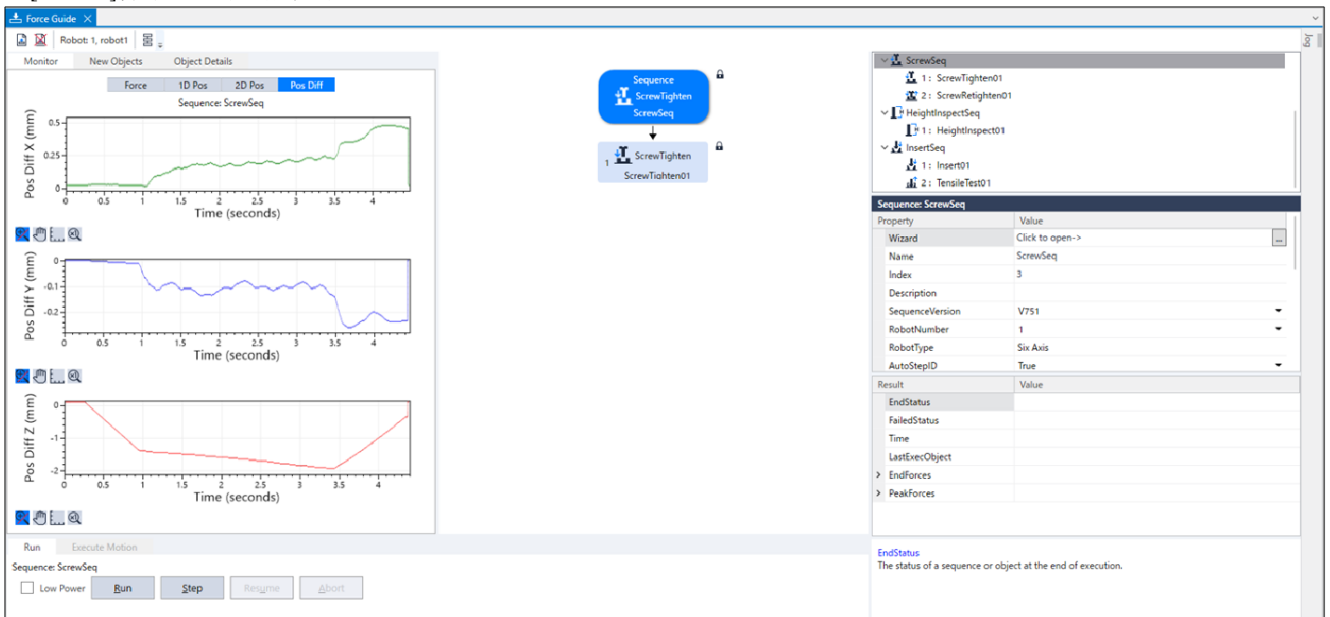 Force Guide
Robot: 1, robot1
Jog
Monitor New Objects Object Details
Force 1D Pos 2D Pos Pos Diff
Sequence: ScrewSeq
Pos Diff X (mm)
0.5
0.25
0
0 0.5 1 1.5 2 2.5 3 3.5 4
Time (seconds)
Pos Diff Y (mm)
0
-0.1
-0.2
0 0.5 1 1.5 2 2.5 3 3.5 4
Time (seconds)
Pos Diff Z (mm)
0
-1
-2
0 0.5 1 1.5 2 2.5 3 3.5 4
Time (seconds)
Sequence
ScrewTighten
ScrewSeq
1 ScrewTighten
ScrewTighten01
ScrewSeq
1 : ScrewTighten01
2 : ScrewRetighten01
HeightInspectSeq
1 : HeightInspect01
InsertSeq
1 : Insert01
2 : TensileTest01
Sequence: ScrewSeq
Property Value
Wizard Click to open-> ...
Name ScrewSeq
Index 3
Description
SequenceVersion V751
RobotNumber 1
RobotType Six Axis
AutoStepID True
Result Value
EndStatus
FailedStatus
Time
LastExecObject
EndForces
PeakForces
Run Execute Motion
Sequence: ScrewSeq
Low Power Run Step Resume Abort
EndStatus
The status of a sequence or object at the end of execution.